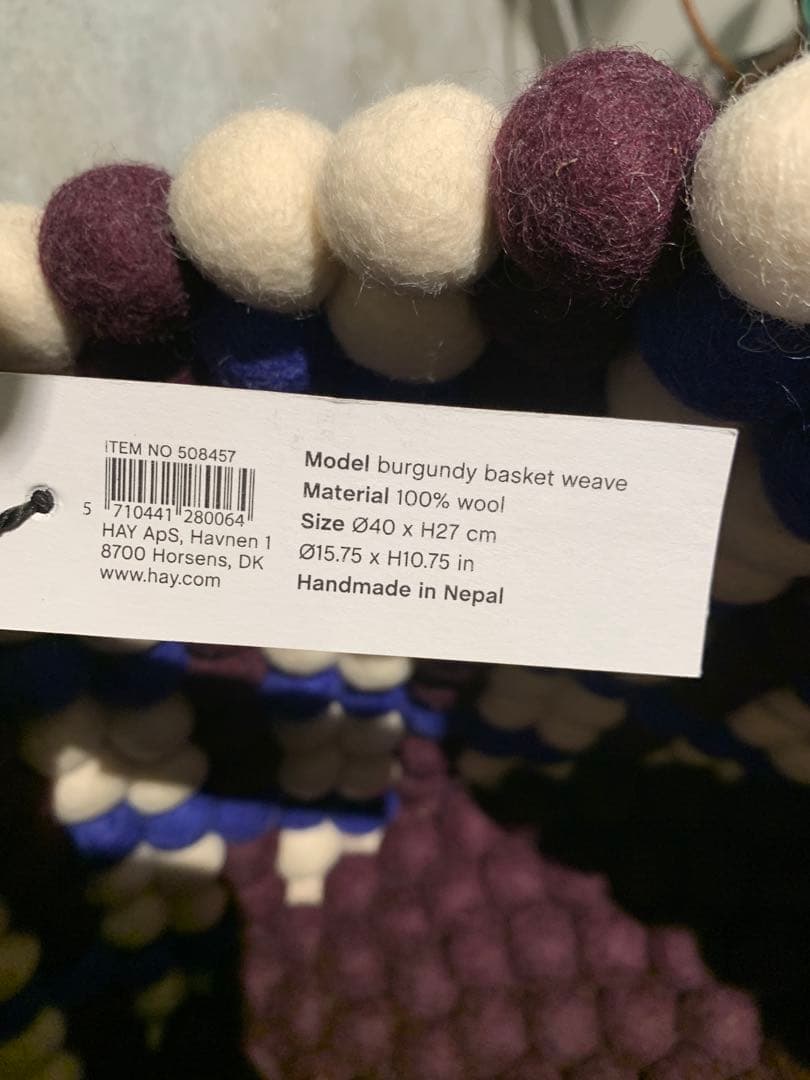 ITEM NO 508457
5 710441 280064
HAY ApS, Havnen 1
8700 Horsens, DK
www.hay.com
Model burgundy basket weave
Material 100% wool
Size Ø40 x H27 cm
Ø15.75 x H10.75 in
Handmade in Nepal